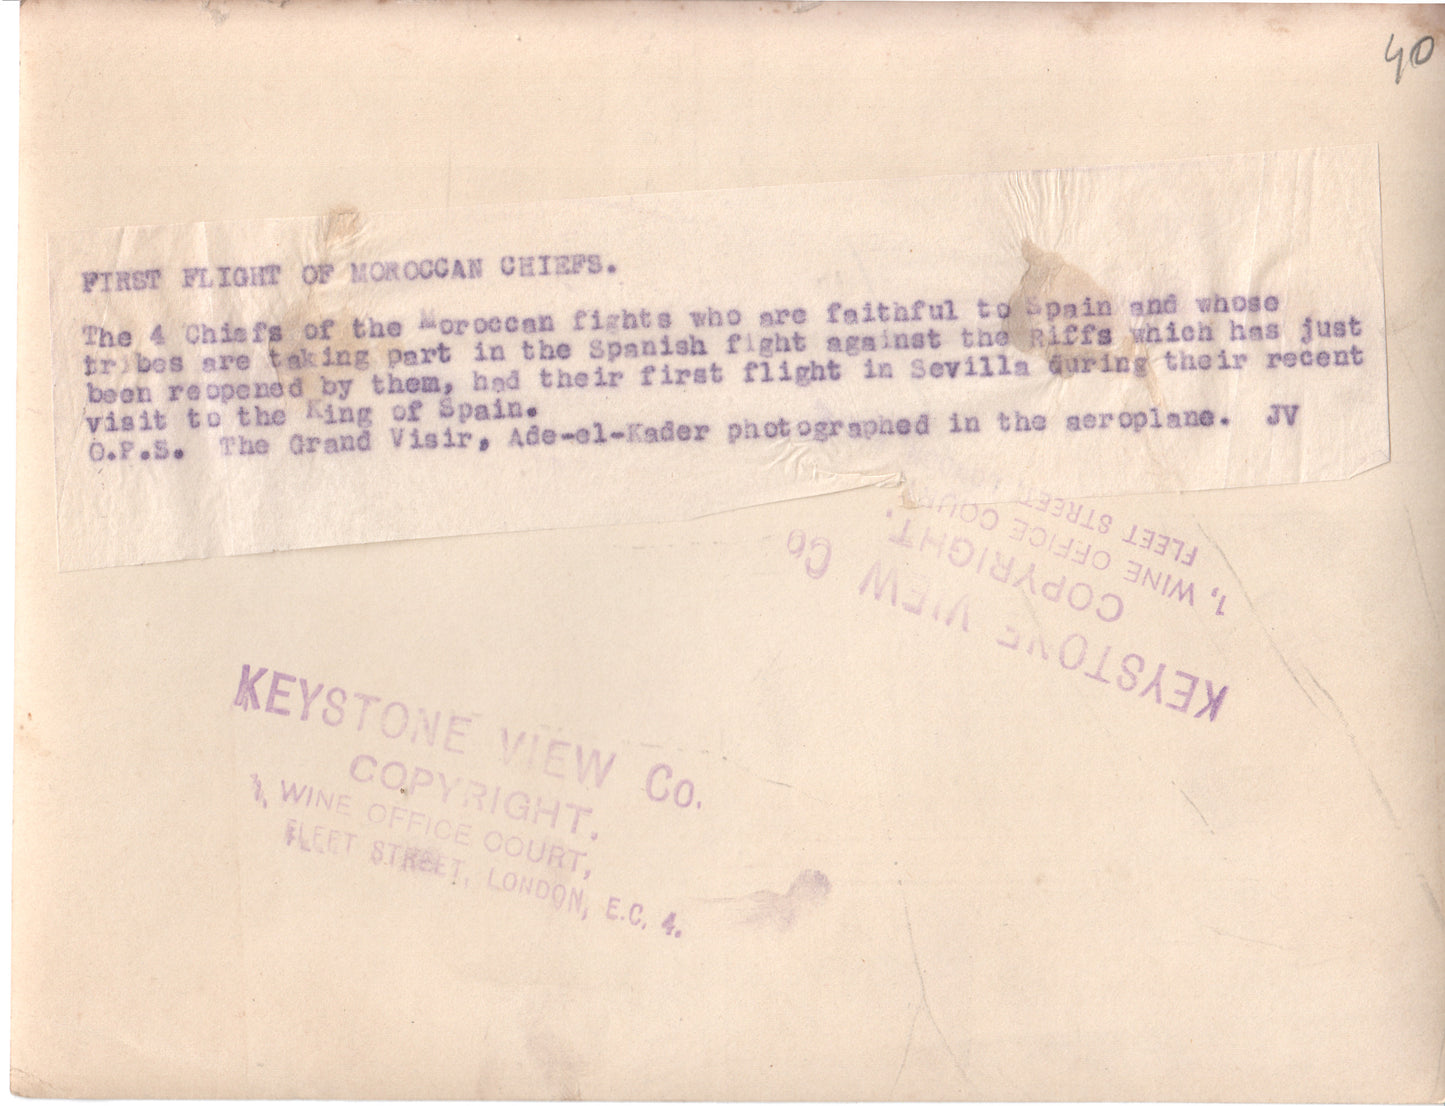 40
FIRST FLIGHT OF MOROCCAN CHIEFS.
The 4 Chiefs of the Moroccan fights who are faithful to Spain and whose
tribes are taking part in the Spanish fight against the Riffs which has just
been reopened by them, had their first flight in Sevilla during their recent
visit to the King of Spain.
O.P.S. The Grand Visir, Ade-el-Kader photographed in the aeroplane. JV
KEYSTONE VIEW Co
COPYRIGHT.
1, WINE OFFICE COURT,
FLEET STREET
KEYSTONE VIEW Co.
COPYRIGHT.
1, WINE OFFICE COURT,
FLEET STREET, LONDON, E.C. 4.